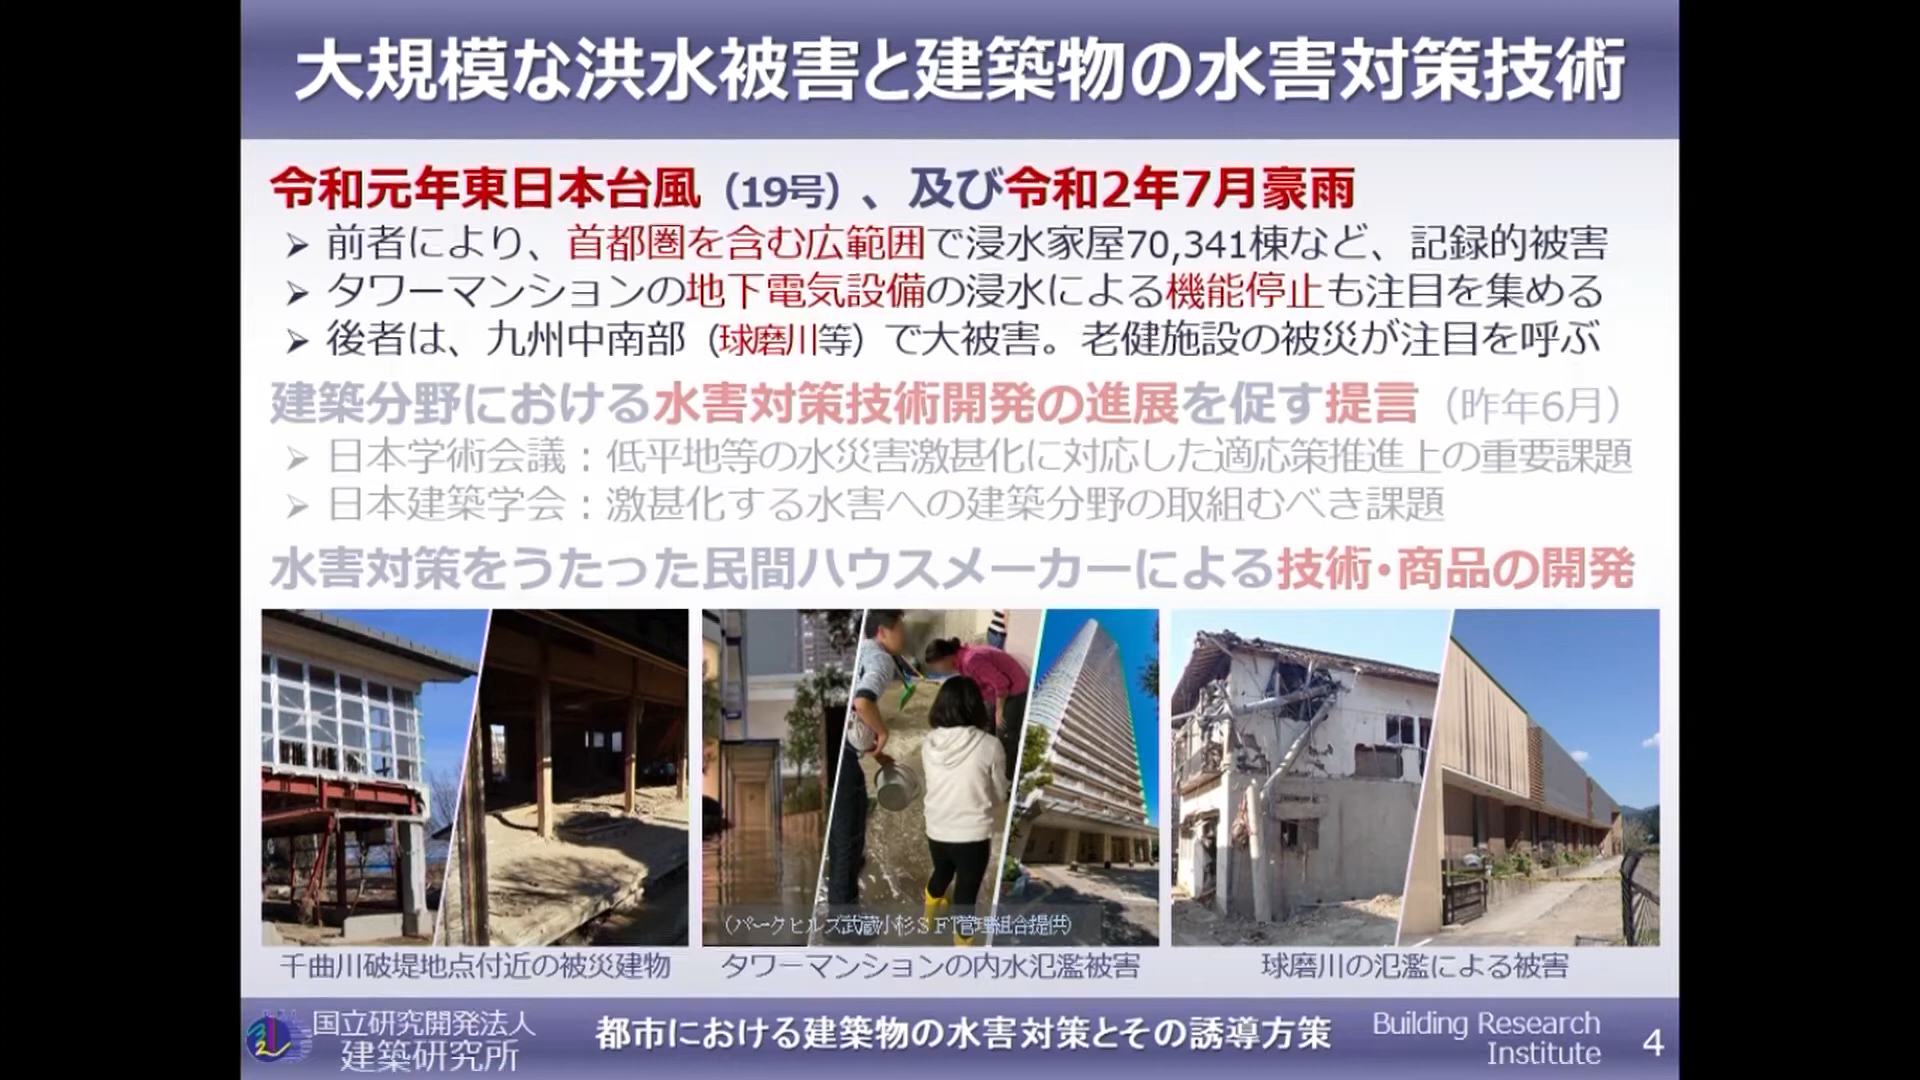 大規模な洪水被害と建築物の水害対策技術
令和元年東日本台風（19号）、及び令和2年7月豪雨
➢ 前者により、首都圏を含む広範囲で浸水家屋70,341棟など、記録的被害
➢ タワーマンションの地下電気設備の浸水による機能停止も注目を集める
➢ 後者は、九州中南部（球磨川等）で大被害。老健施設の被災が注目を呼ぶ
建築分野における水害対策技術開発の進展を促す提言（昨年6月）
➢ 日本学術会議：低平地等の水災害激甚化に対応した適応策推進上の重要課題
➢ 日本建築学会：激甚化する水害への建築分野の取組むべき課題
水害対策をうたった民間ハウスメーカーによる技術・商品の開発
（パークヒルズ武蔵小杉ＳＦＴ管理組合提供）
千曲川破堤地点付近の被災建物
タワーマンションの内水氾濫被害
球磨川の氾濫による被害
国立研究開発法人
建築研究所
都市における建築物の水害対策とその誘導方策
Building Research
Institute
4